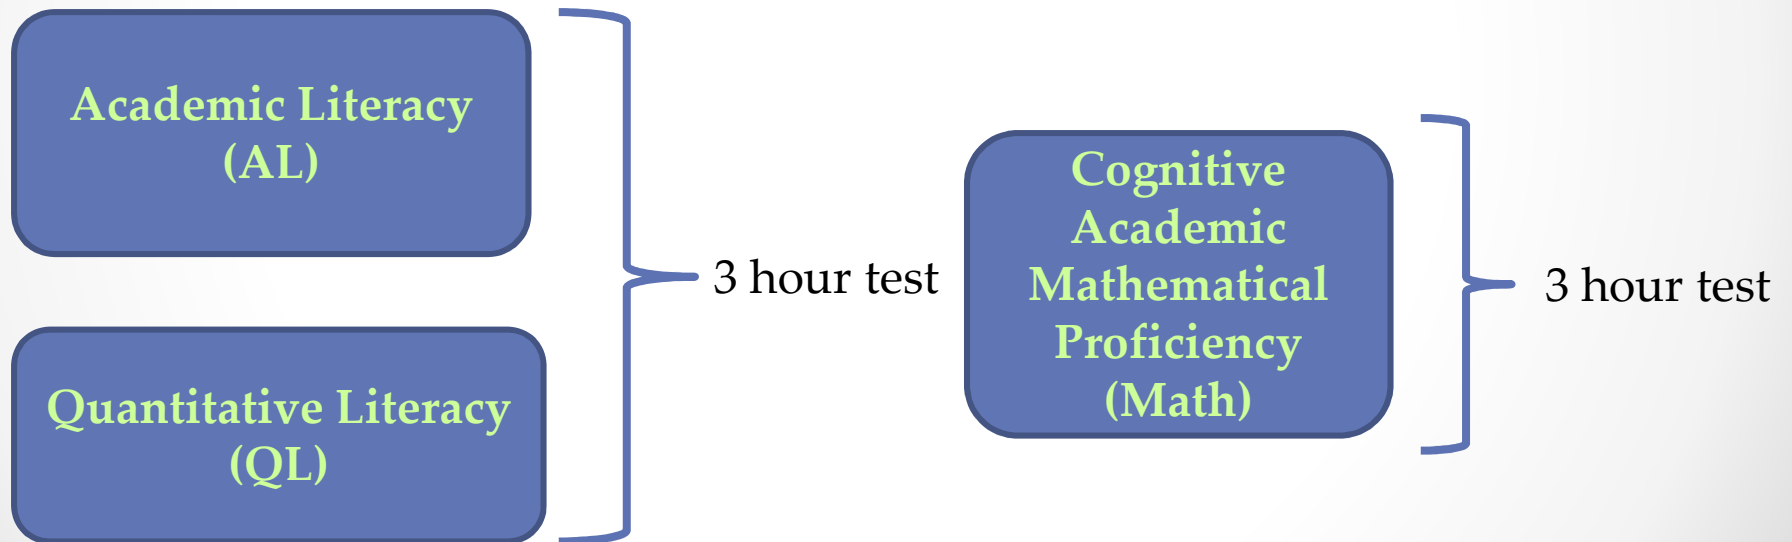 Academic Literacy
(AL)
Quantitative Literacy
(QL)
3 hour test
Cognitive
Academic
Mathematical
Proficiency
(Math)
3 hour test